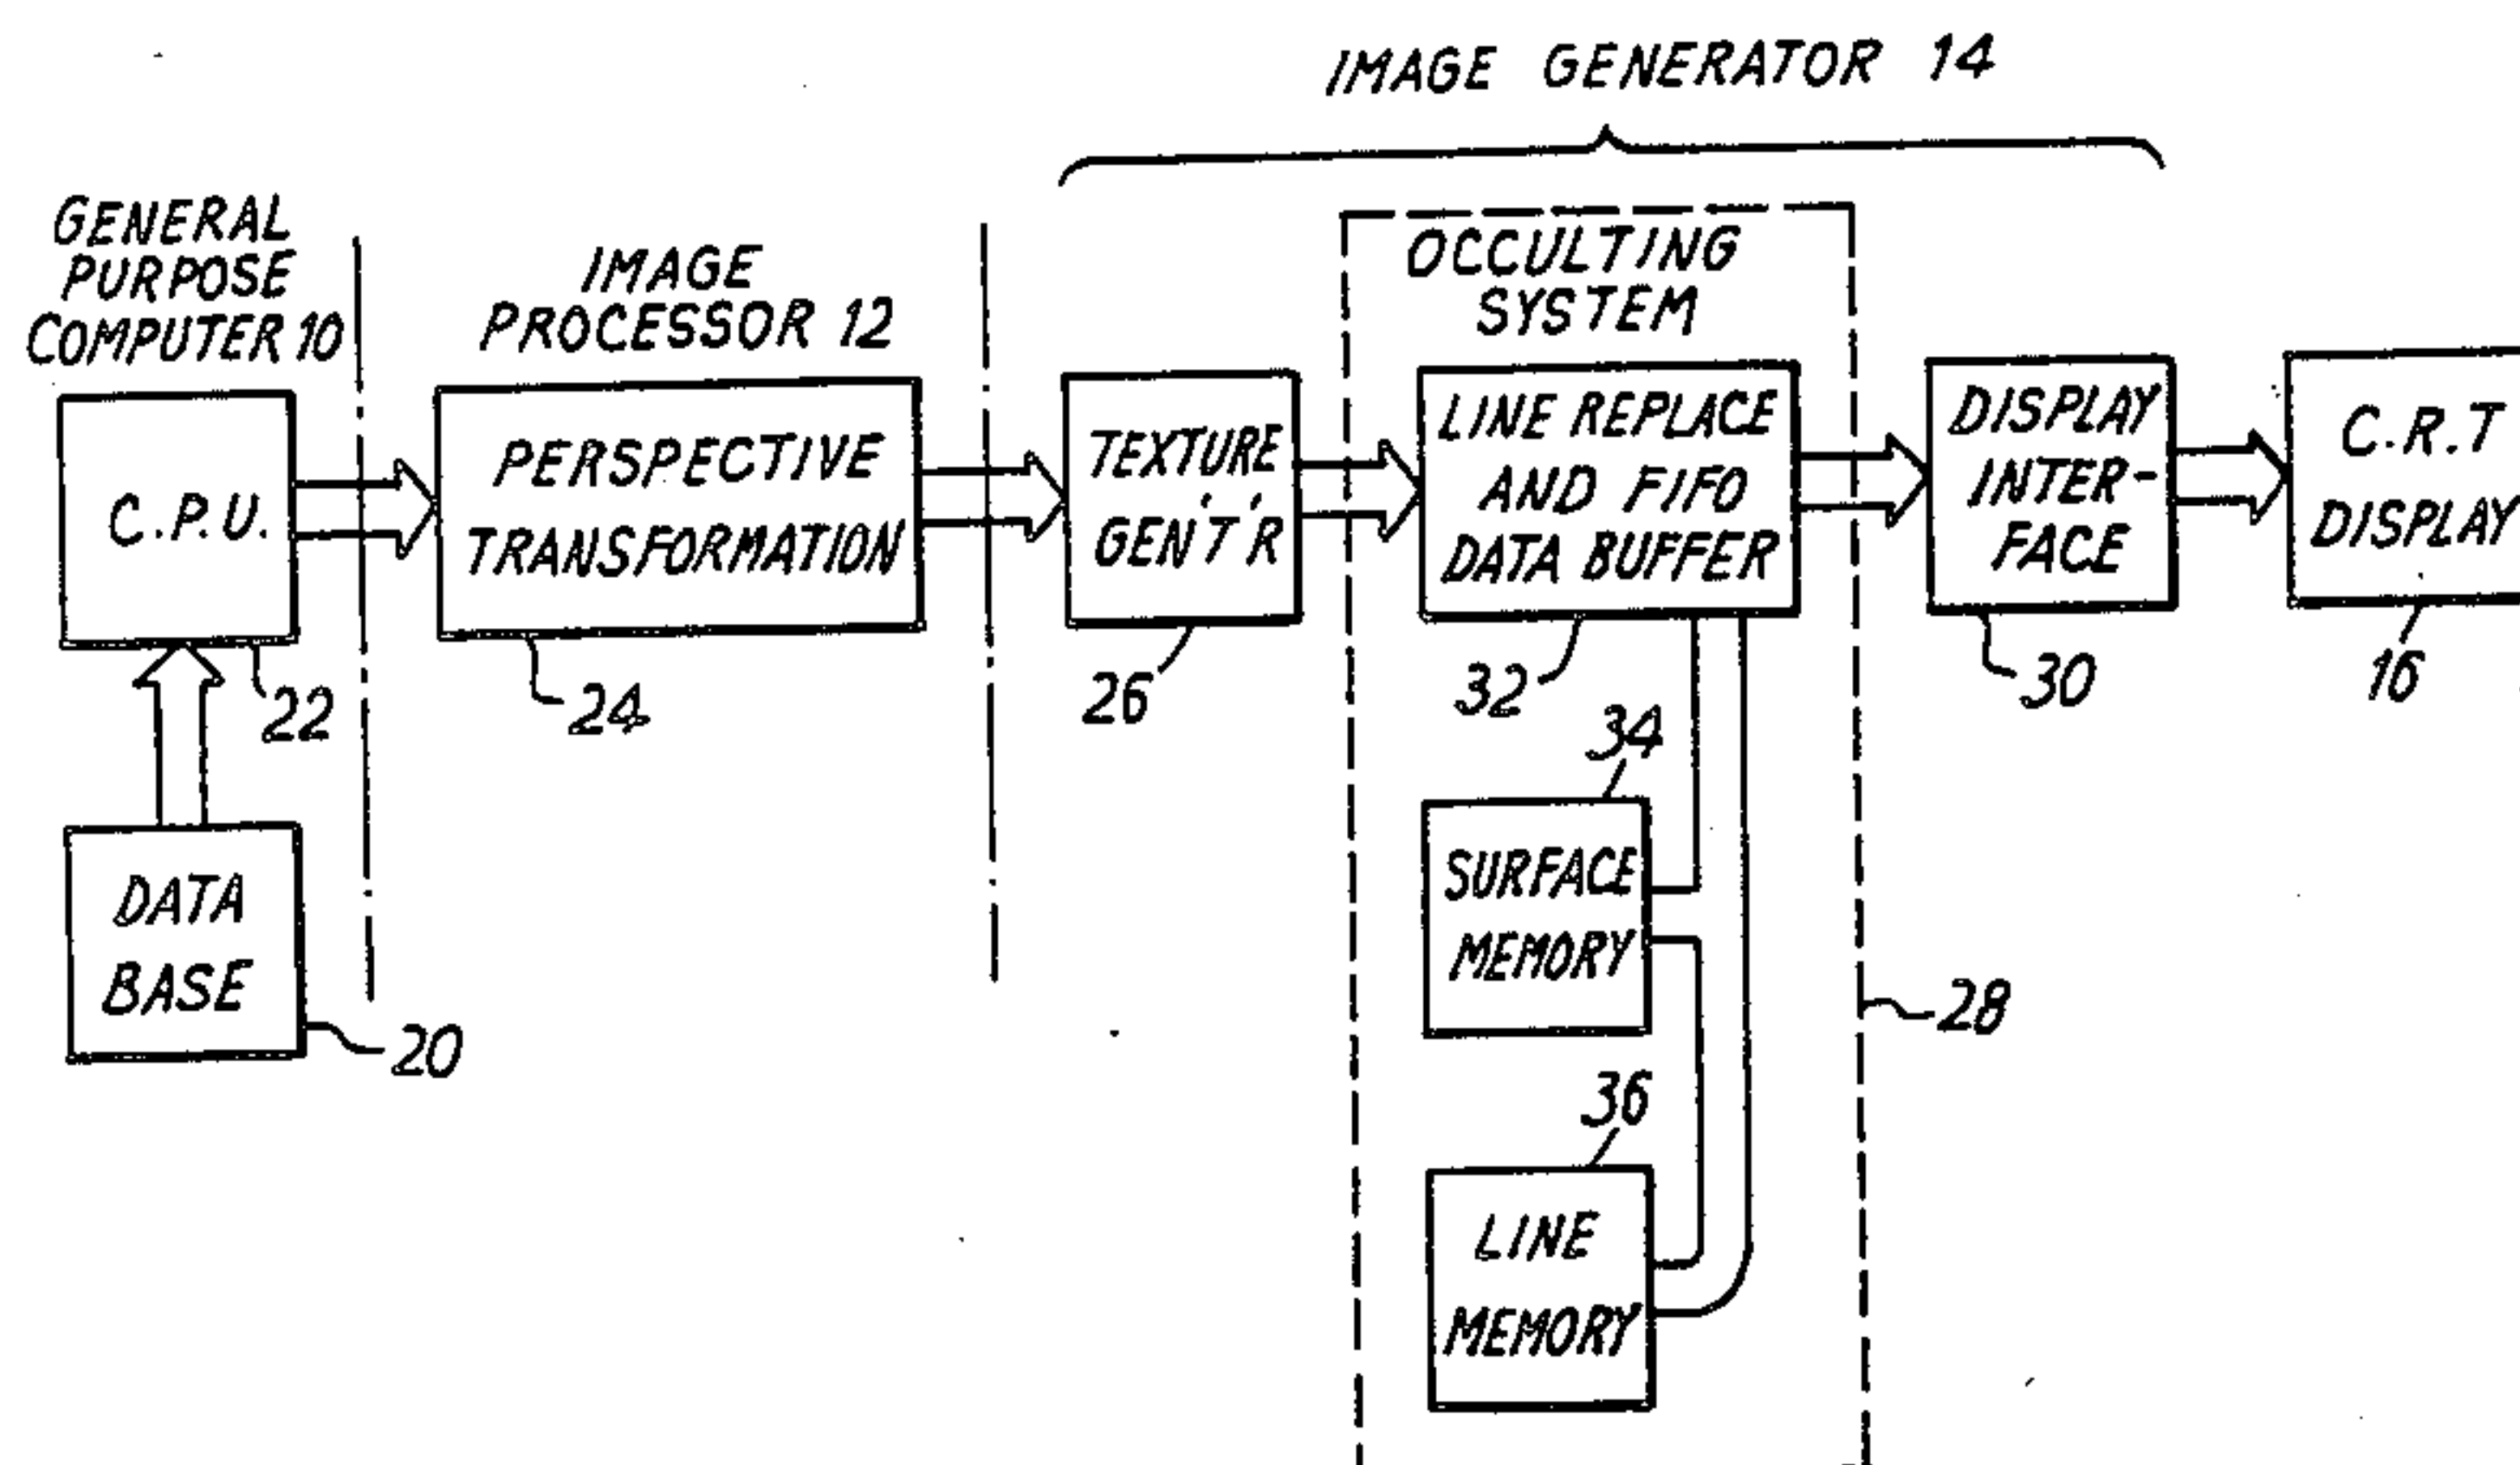 IMAGE GENERATOR 14
GENERAL
PURPOSE
COMPUTER 10
IMAGE
PROCESSOR 12
OCCULTING
SYSTEM
C.P.U.
PERSPECTIVE
TRANSFORMATION
TEXTURE
GEN'T'R
LINE REPLACE
AND FIFO
DATA BUFFER
DISPLAY
INTER-
FACE
C.R.T
DISPLAY
22
24
26
32
30
16
34
DATA
BASE
20
SURFACE
MEMORY
28
36
LINE
MEMORY